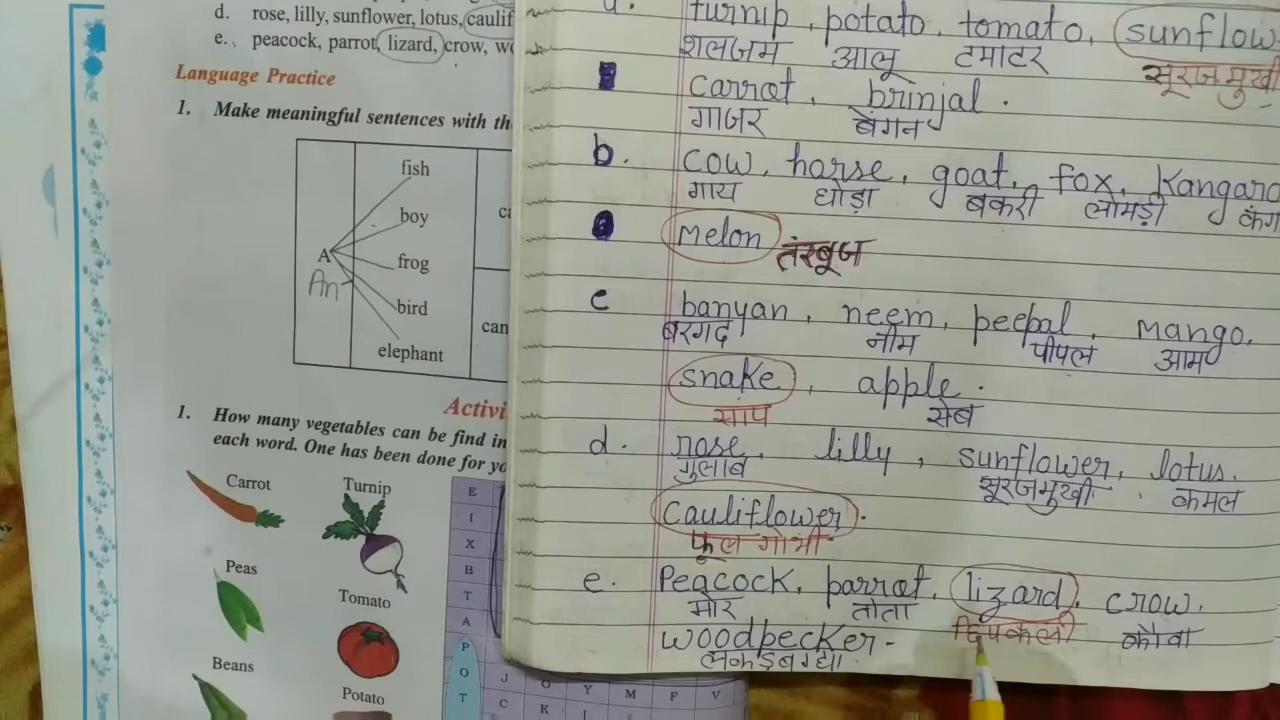 d. rose, lilly, sunflower, lotus, caulif
e. peacock, parrot, lizard, crow, wo
Language Practice
1. Make meaningful sentences with th
A
An
fish
boy
frog
bird
elephant
ca
can
Activi
1. How many vegetables can be find in
each word. One has been done for yo
Carrot
Turnip
Peas
Tomato
Beans
Potato
E
I
X
B
T
A
P
O
T
J O Y M F V
C K
turnip, potato, tomato, sunflow
शलजम आलू टमाटर सूरजमुखी
carrot, brinjal.
गाजर बेंगन
b. cow, horse, goat, fox, Kangaro
गाय घोड़ा बकरी लोमड़ी कंग
melon तंरबूज
c banyan, neem, peepal, mango,
बरगद नीम पीपल आम
snake, apple.
साप सेब
d. rose, lilly, sunflower, lotus.
गुलाब सूरजमुखी कमल
cauliflower.
फूल गोभी
e. Peacock, parrot, lizard, crow.
मोर तोता छिपकली कौवा
woodpecker-
लकड़बग्घा